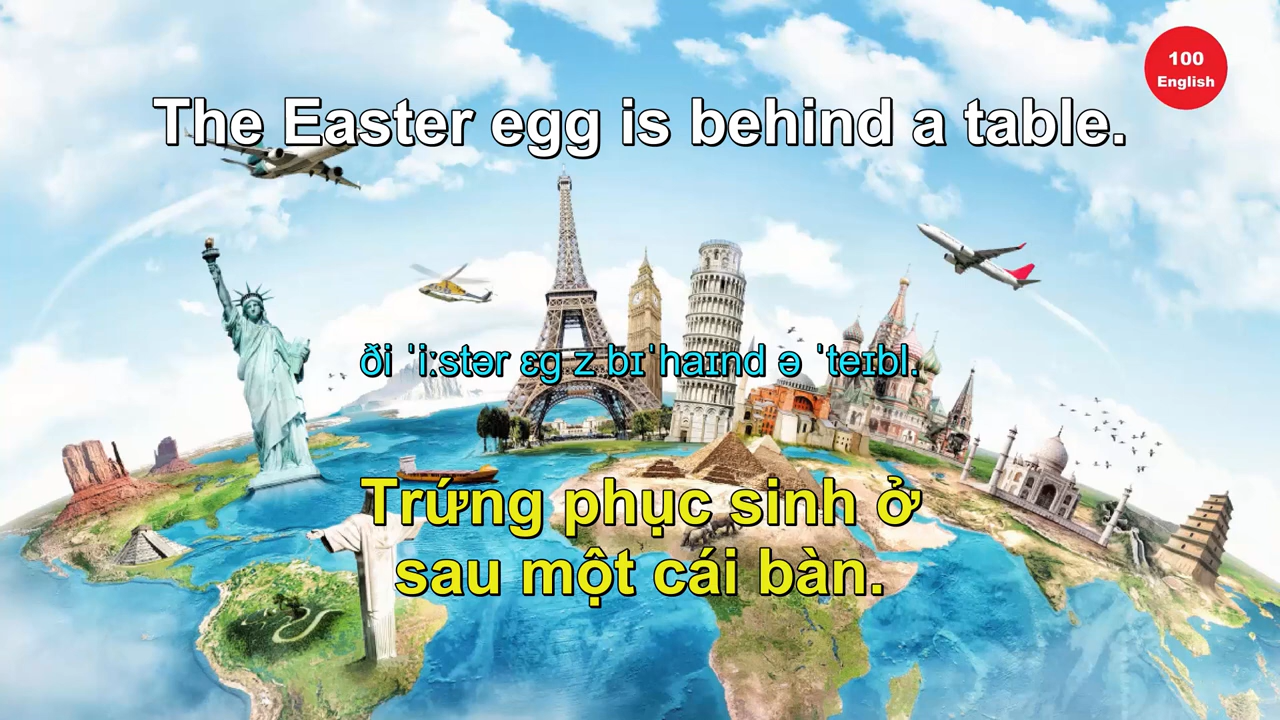 100
English
The Easter egg is behind a table.
ði ˈiːstər ɛg z bɪˈhaɪnd ə ˈteɪbl.
Trứng phục sinh ở
sau một cái bàn.